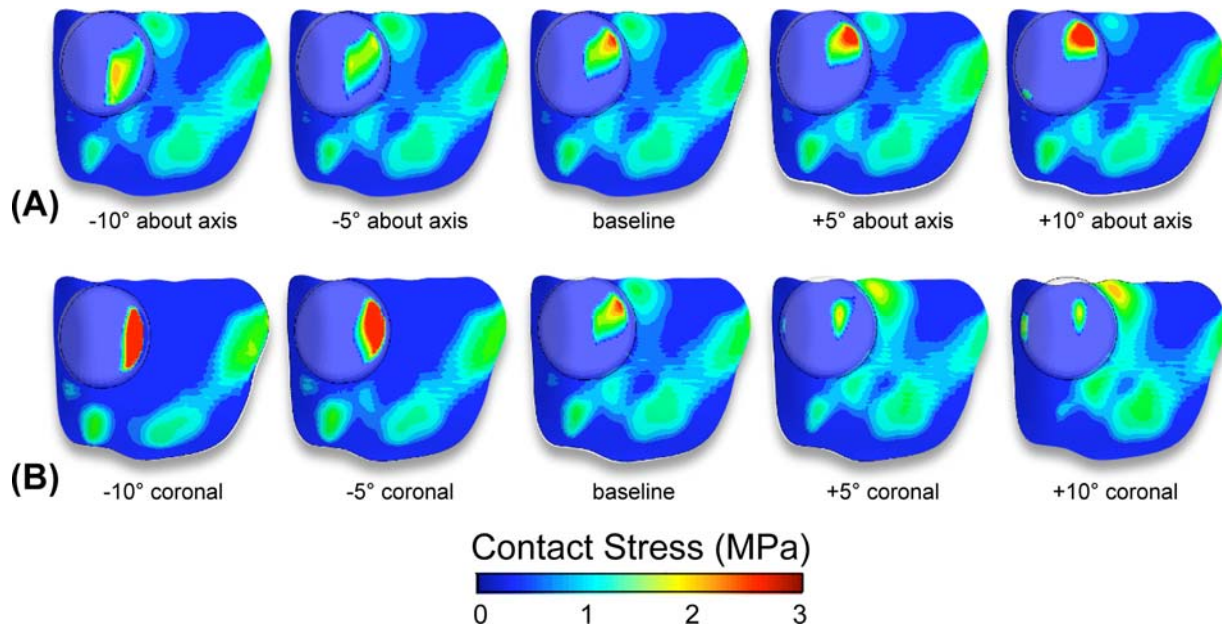 (A)
-10° about axis
-5° about axis
baseline
+5° about axis
+10° about axis
(B)
-10° coronal
-5° coronal
baseline
+5° coronal
+10° coronal
Contact Stress (MPa)
0 1 2 3